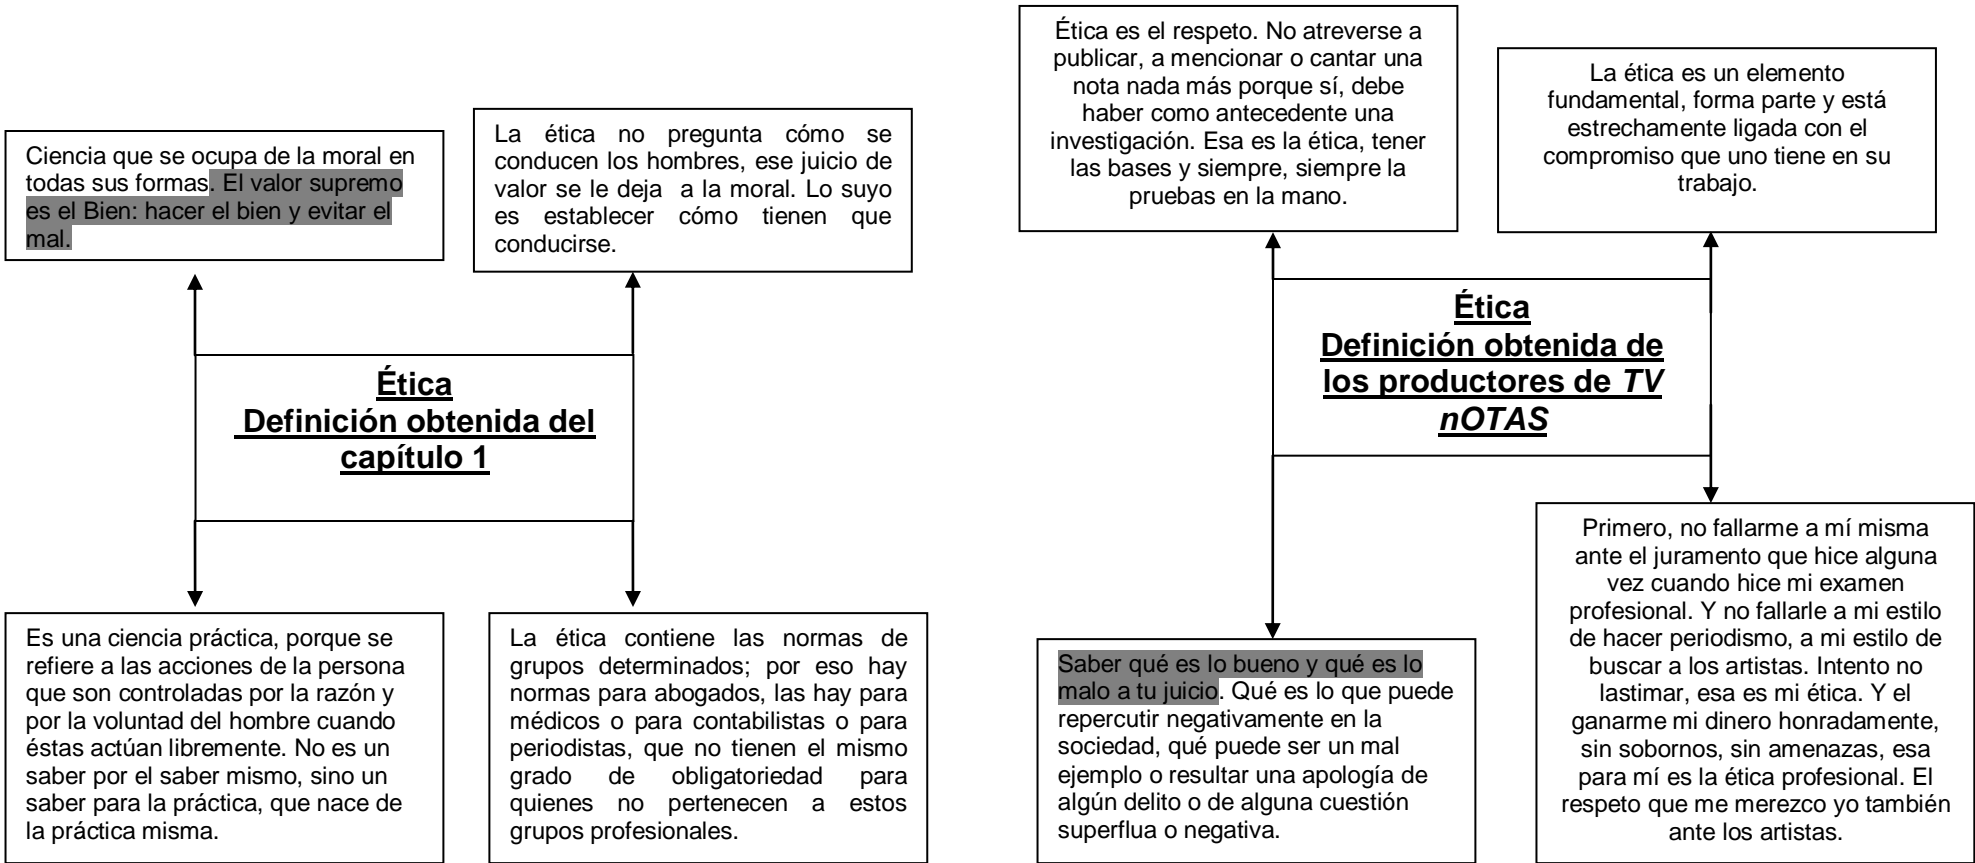 Ciencia que se ocupa de la moral en
todas sus formas. El valor supremo
es el Bien: hacer el bien y evitar el
mal.
La ética no pregunta cómo se
conducen los hombres, ese juicio de
valor se le deja a la moral. Lo suyo
es establecer cómo tienen que
conducirse.
Ética
Definición obtenida del
capítulo 1
Es una ciencia práctica, porque se
refiere a las acciones de la persona
que son controladas por la razón y
por la voluntad del hombre cuando
éstas actúan libremente. No es un
saber por el saber mismo, sino un
saber para la práctica, que nace de
la práctica misma.
La ética contiene las normas de
grupos determinados; por eso hay
normas para abogados, las hay para
médicos o para contabilistas o para
periodistas, que no tienen el mismo
grado de obligatoriedad para
quienes no pertenecen a estos
grupos profesionales.
Ética es el respeto. No atreverse a
publicar, a mencionar o cantar una
nota nada más porque sí, debe
haber como antecedente una
investigación. Esa es la ética, tener
las bases y siempre, siempre la
pruebas en la mano.
La ética es un elemento
fundamental, forma parte y está
estrechamente ligada con el
compromiso que uno tiene en su
trabajo.
Ética
Definición obtenida de
los productores de TV
nOTAS
Saber qué es lo bueno y qué es lo
malo a tu juicio. Qué es lo que puede
repercutir negativamente en la
sociedad, qué puede ser un mal
ejemplo o resultar una apología de
algún delito o de alguna cuestión
superflua o negativa.
Primero, no fallarme a mí misma
ante el juramento que hice alguna
vez cuando hice mi examen
profesional. Y no fallarle a mi estilo
de hacer periodismo, a mi estilo de
buscar a los artistas. Intento no
lastimar, esa es mi ética. Y el
ganarme mi dinero honradamente,
sin sobornos, sin amenazas, esa
para mí es la ética profesional. El
respeto que me merezco yo también
ante los artistas.